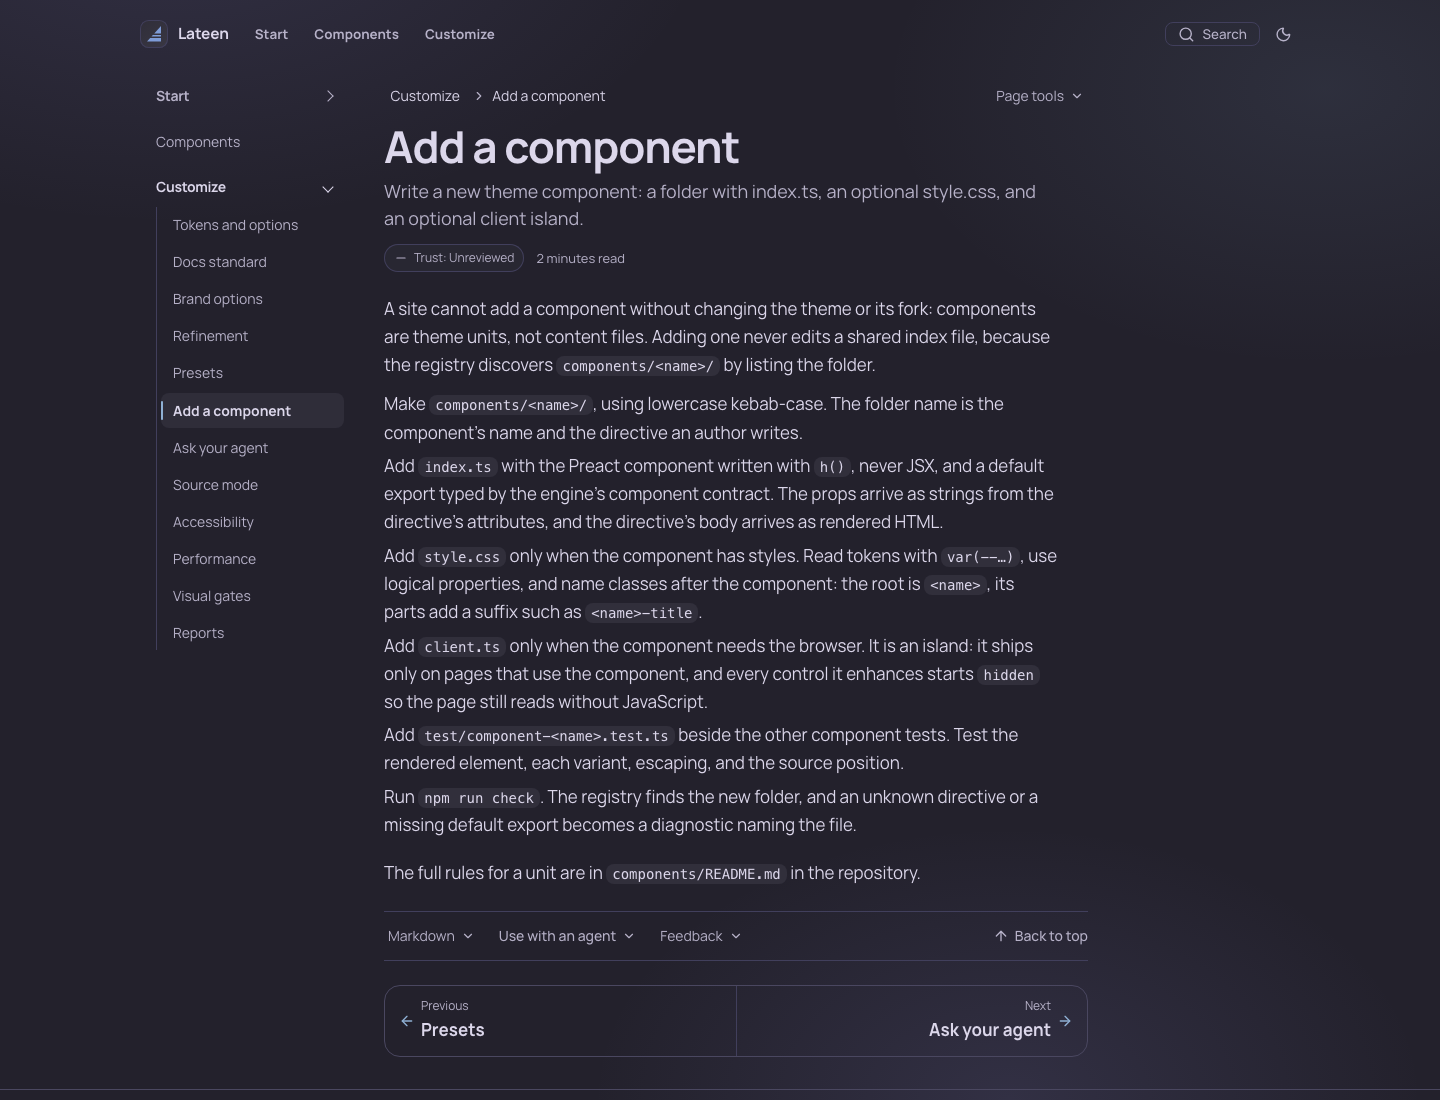 Lateen
Start
Components
Customize
Search
Start
Components
Customize
Tokens and options
Docs standard
Brand options
Refinement
Presets
Add a component
Ask your agent
Source mode
Accessibility
Performance
Visual gates
Reports
Customize
Add a component
Page tools
Add a component
Write a new theme component: a folder with index.ts, an optional style.css, and
an optional client island.
Trust: Unreviewed
2 minutes read
A site cannot add a component without changing the theme or its fork: components
are theme units, not content files. Adding one never edits a shared index file, because
the registry discovers components/<name>/ by listing the folder.
Make components/<name>/, using lowercase kebab-case. The folder name is the
component’s name and the directive an author writes.
Add index.ts with the Preact component written with h(), never JSX, and a default
export typed by the engine’s component contract. The props arrive as strings from the
directive’s attributes, and the directive’s body arrives as rendered HTML.
Add style.css only when the component has styles. Read tokens with var(--…), use
logical properties, and name classes after the component: the root is <name>, its
parts add a suffix such as <name>-title.
Add client.ts only when the component needs the browser. It is an island: it ships
only on pages that use the component, and every control it enhances starts hidden
so the page still reads without JavaScript.
Add test/component-<name>.test.ts beside the other component tests. Test the
rendered element, each variant, escaping, and the source position.
Run npm run check. The registry finds the new folder, and an unknown directive or a
missing default export becomes a diagnostic naming the file.
The full rules for a unit are in components/README.md in the repository.
Markdown
Use with an agent
Feedback
Back to top
Previous
Presets
Next
Ask your agent